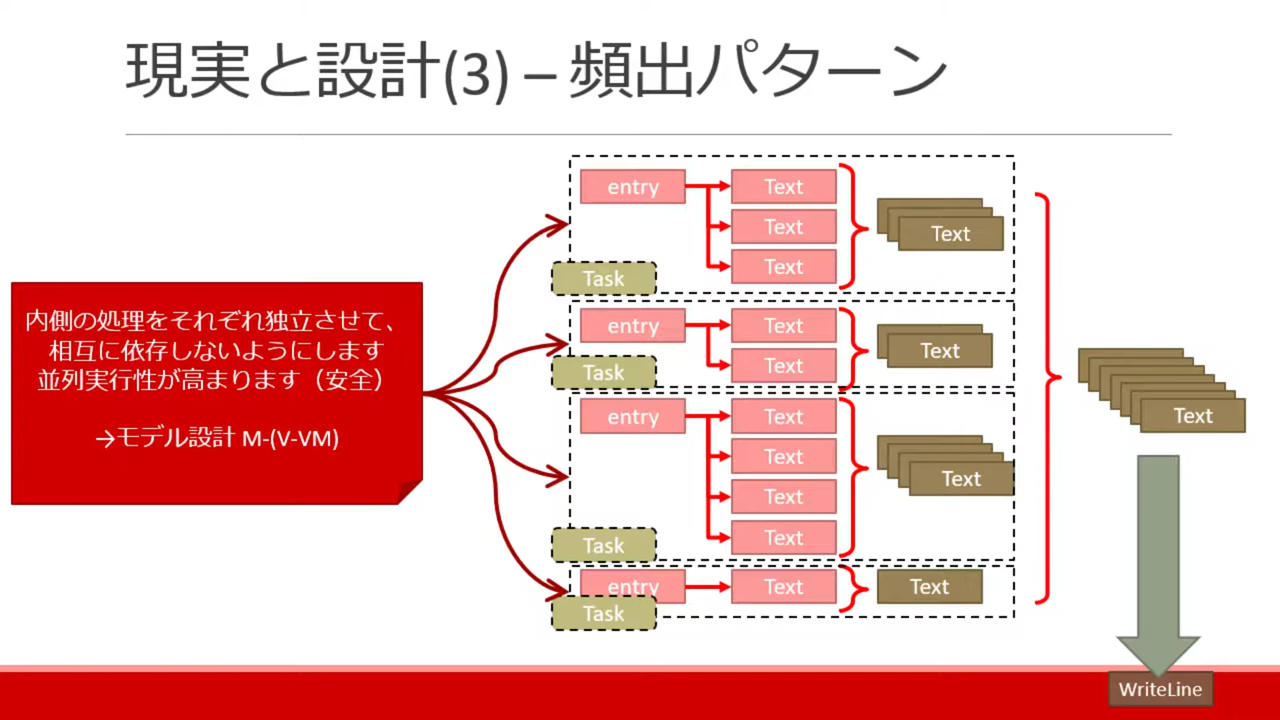 現実と設計(3) – 頻出パターン
内側の処理をそれぞれ独立させて、
相互に依存しないようにします
並列実行性が高まります（安全）
→モデル設計 M-(V-VM)
entry
Text
Text
Text
Text
Task
entry
Text
Text
Text
Task
entry
Text
Text
Text
Text
Text
Task
entry
Text
Text
Task
Text
WriteLine